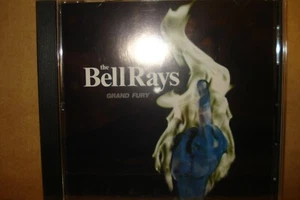 the
BellRays
GRAND FURY